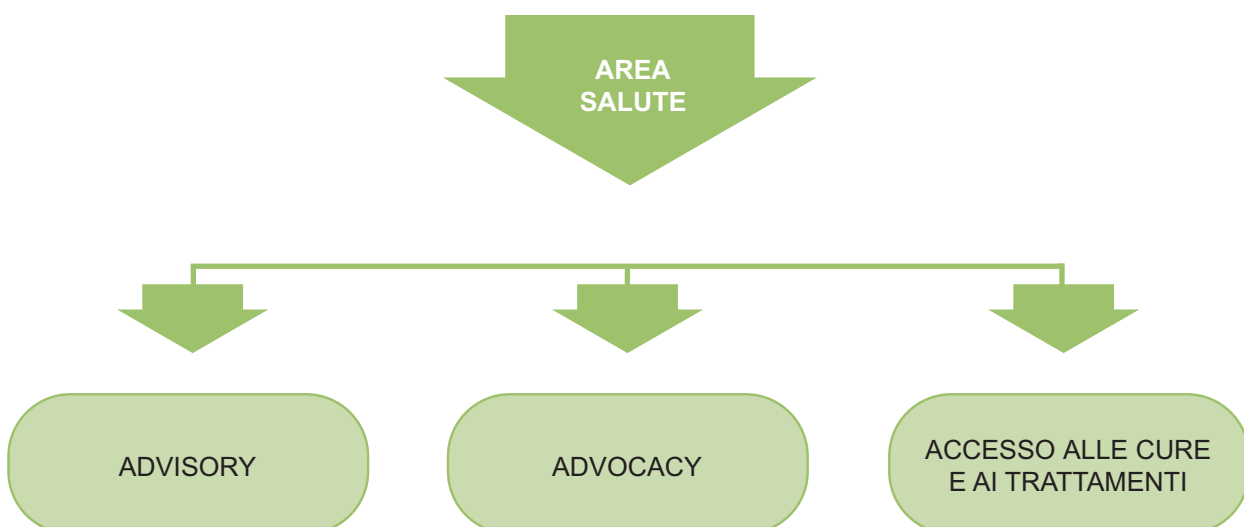 AREA
SALUTE
ADVISORY
ADVOCACY
ACCESSO ALLE CURE
E AI TRATTAMENTI